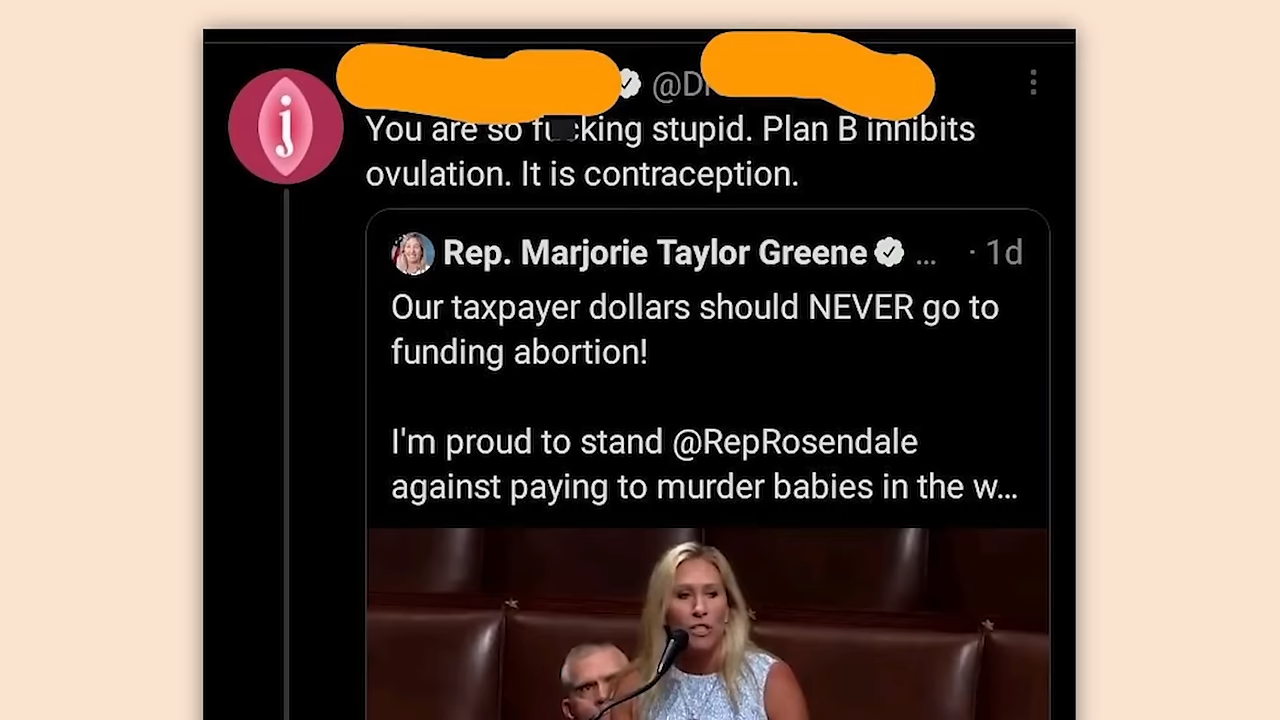 j
@D
You are so fucking stupid. Plan B inhibits
ovulation. It is contraception.
Rep. Marjorie Taylor Greene ... · 1d
Our taxpayer dollars should NEVER go to
funding abortion!
I'm proud to stand @RepRosendale
against paying to murder babies in the w...